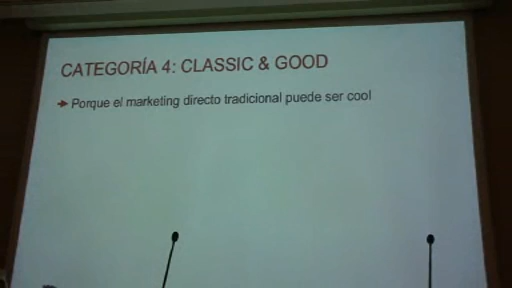 CATEGORÍA 4: CLASSIC & GOOD
Porque el marketing directo tradicional puede ser cool